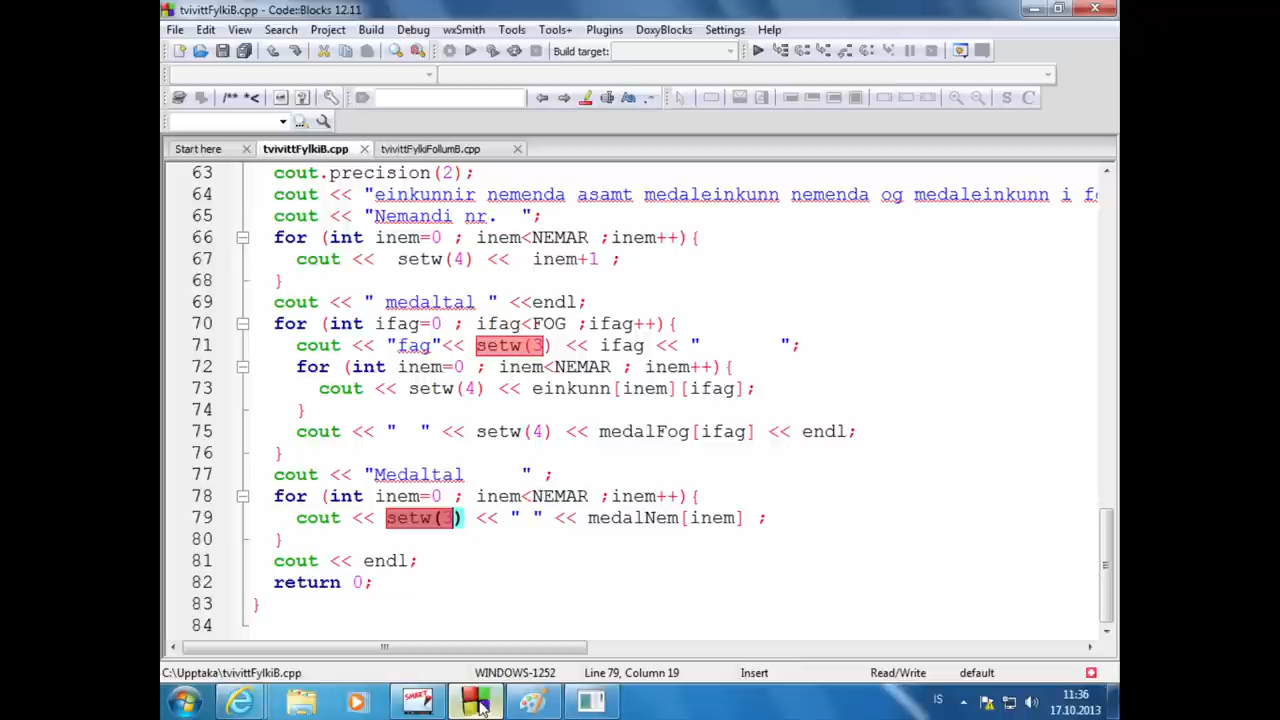 tvivittFylkiB.cpp - Code::Blocks 12.11
File Edit View Search Project Build Debug wxSmith Tools Tools+ Plugins DoxyBlocks Settings Help
Build target:
/** *<
S C
Start here tvivittFylkiB.cpp tvivittFylkiFollumB.cpp
63 cout.precision(2);
64 cout << "einkunnir nemenda asamt medaleinkunn nemenda og medaleinkunn i f
65 cout << "Nemandi nr.  ";
66 for (int inem=0 ; inem<NEMAR ;inem++){
67 cout <<  setw(4) <<  inem+1 ;
68 }
69 cout << " medaltal " <<endl;
70 for (int ifag=0 ; ifag<FOG ;ifag++){
71 cout << "fag"<< setw(3) << ifag << "       ";
72 for (int inem=0 ; inem<NEMAR ; inem++){
73 cout << setw(4) << einkunn[inem][ifag];
74 }
75 cout << "  " << setw(4) << medalFog[ifag] << endl;
76 }
77 cout << "Medaltal     " ;
78 for (int inem=0 ; inem<NEMAR ;inem++){
79 cout << setw(3) << " " << medalNem[inem] ;
80 }
81 cout << endl;
82 return 0;
83 }
84
C:\Upptaka\tvivittFylkiB.cpp WINDOWS-1252 Line 79, Column 19 Insert Read/Write default
SMART
IS 11:36
17.10.2013